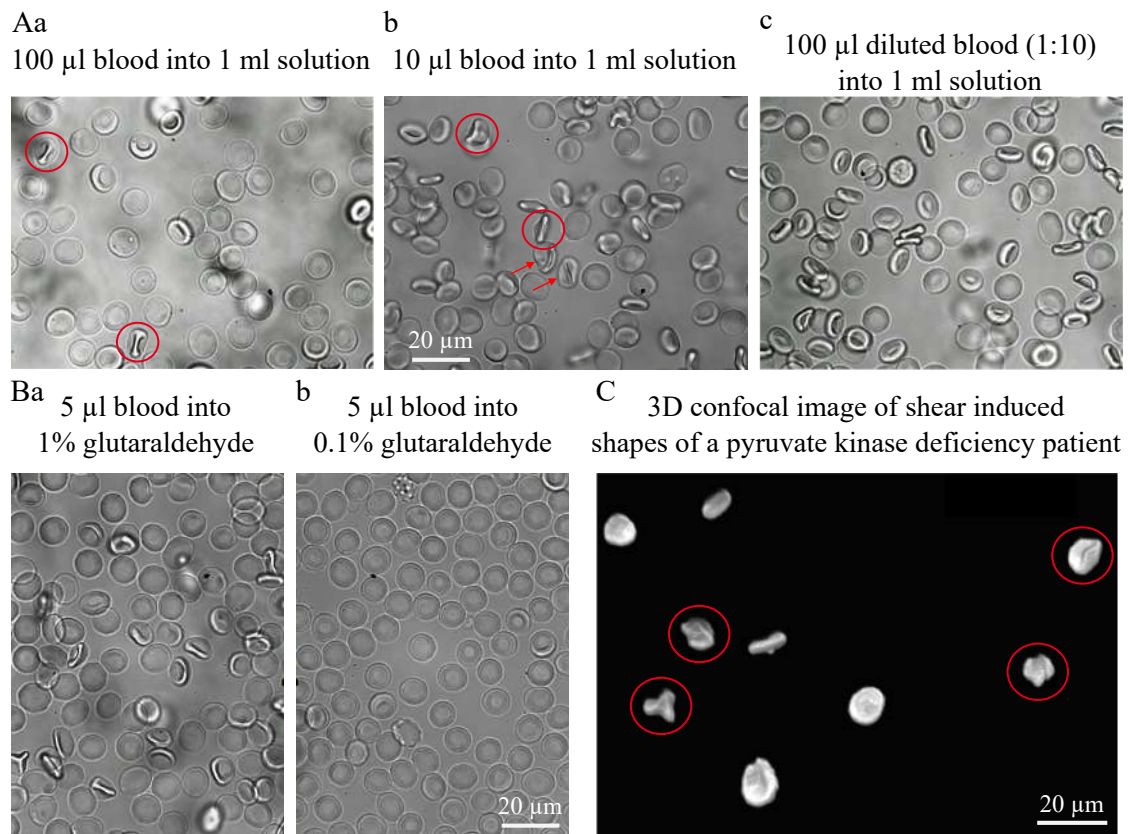 Aa
100 µl blood into 1 ml solution
b
10 µl blood into 1 ml solution
c
100 µl diluted blood (1:10)
into 1 ml solution
20 µm
Ba
5 µl blood into
1% glutaraldehyde
b
5 µl blood into
0.1% glutaraldehyde
20 µm
C
3D confocal image of shear induced
shapes of a pyruvate kinase deficiency patient
20 µm